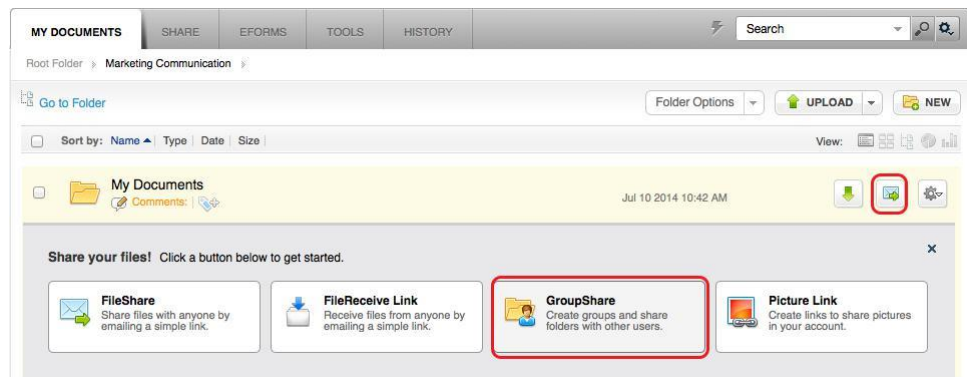 MY DOCUMENTS SHARE EFORMS TOOLS HISTORY Search
Root Folder Marketing Communication
Go to Folder Folder Options UPLOAD NEW
Sort by: Name Type Date Size View:
My Documents
Comments: Jul 10 2014 10:42 AM
Share your files! Click a button below to get started.
FileShare
Share files with anyone by
emailing a simple link.
FileReceive Link
Receive files from anyone by
emailing a simple link.
GroupShare
Create groups and share
folders with other users.
Picture Link
Create links to share pictures
in your account.